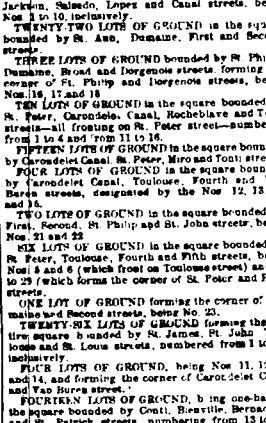 Jackson, Salcedo, Lopez and Canal streets, be
Nos 1 to 10, inclusively.
TWENTY-TWO LOTS OF GROUND in the squ
bounded by St. Ann, Dumaine, First and Sec
streets.
THREE LOTS OF GROUND bounded by St. Phi
Dumaine, Broad and Dorgenois streets, forming
corner of St. Philip and Dorgenois streets, be
Nos. 16, 17 and 18
TEN LOTS OF GROUND in the square bounded
St. Peter, Carondelet Canal, Rocheblave and T
streets—all fronting on St. Peter street—numbe
from 1 to 4 and from 11 to 16.
FIFTEEN LOTS OF GROUND in the square boun
by Carondelet Canal, St. Peter, Miro and Tonti stre
FOUR LOTS OF GROUND in the square boun
by Carondelet Canal, Toulouse, Fourth and
Buren streets, designated by the Nos 12, 13
and 15.
TWO LOTS OF GROUND in the square bounded
First, Second, St. Philip and St. John streets, be
Nos. 21 and 22
SIX LOTS OF GROUND in the square bounded
St Peter, Toulouse, Fourth and Fifth streets, b
Nos 5 and 6 (which front on Toulouse street) an
to 29 (which forms the corner of St. Peter and F
streets.
ONE LOT OF GROUND forming the corner of
maine and Second streets, being No. 23.
TWENTY-SIX LOTS OF GROUND forming the
tire square bounded by St. James, St. John
louse and St. Louis streets, numbered from 1 to
inclusively.
FOUR LOTS OF GROUND, being Nos 11, 1
and 14, and forming the corner of Carondelet C
and Van Buren street.
FOURTEEN LOTS OF GROUND, b ing one-ha
the square bounded by Conti, Bienville, Bernad
and St. Patrick streets, numbering from 13 to